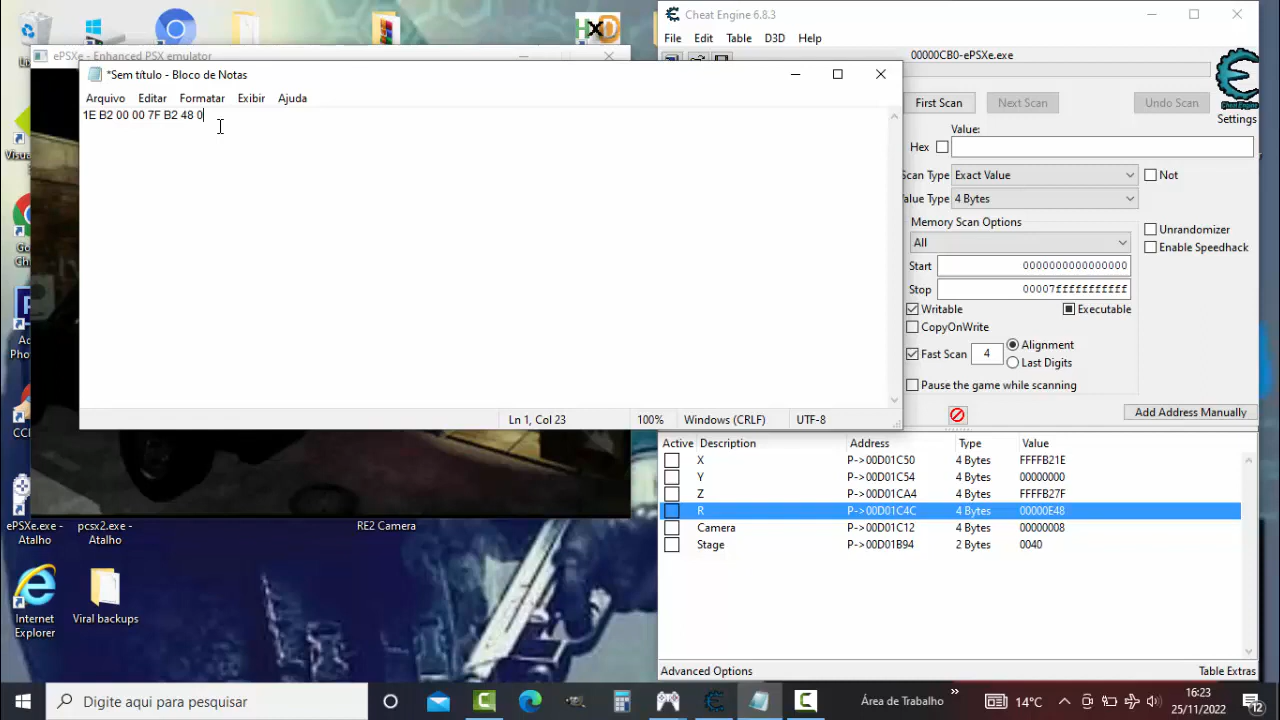 HxD
ePSXe - Enhanced PSX emulator
*Sem título - Bloco de Notas
Arquivo Editar Formatar Exibir Ajuda
1E B2 00 00 7F B2 48 0
Ln 1, Col 23 100% Windows (CRLF) UTF-8
Cheat Engine 6.8.3
File Edit Table D3D Help
00000CB0-ePSXe.exe
First Scan Next Scan Undo Scan
Settings
Value:
Hex
Scan Type Exact Value Not
Value Type 4 Bytes
Memory Scan Options
All
Unrandomizer
Enable Speedhack
Start 0000000000000000
Stop 00007fffffffffff
Writable Executable
CopyOnWrite
Fast Scan 4 Alignment
Last Digits
Pause the game while scanning
Add Address Manually
Active Description Address Type Value
X P->00D01C50 4 Bytes FFFFB21E
Y P->00D01C54 4 Bytes 00000000
Z P->00D01CA4 4 Bytes FFFFB27F
R P->00D01C4C 4 Bytes 00000E48
Camera P->00D01C12 4 Bytes 00000008
Stage P->00D01B94 2 Bytes 0040
Advanced Options Table Extras
ePSXe.exe -
Atalho
pcsx2.exe -
Atalho
RE2 Camera
Internet
Explorer
Viral backups
Digite aqui para pesquisar
Área de Trabalho
14°C
16:23
25/11/2022
12